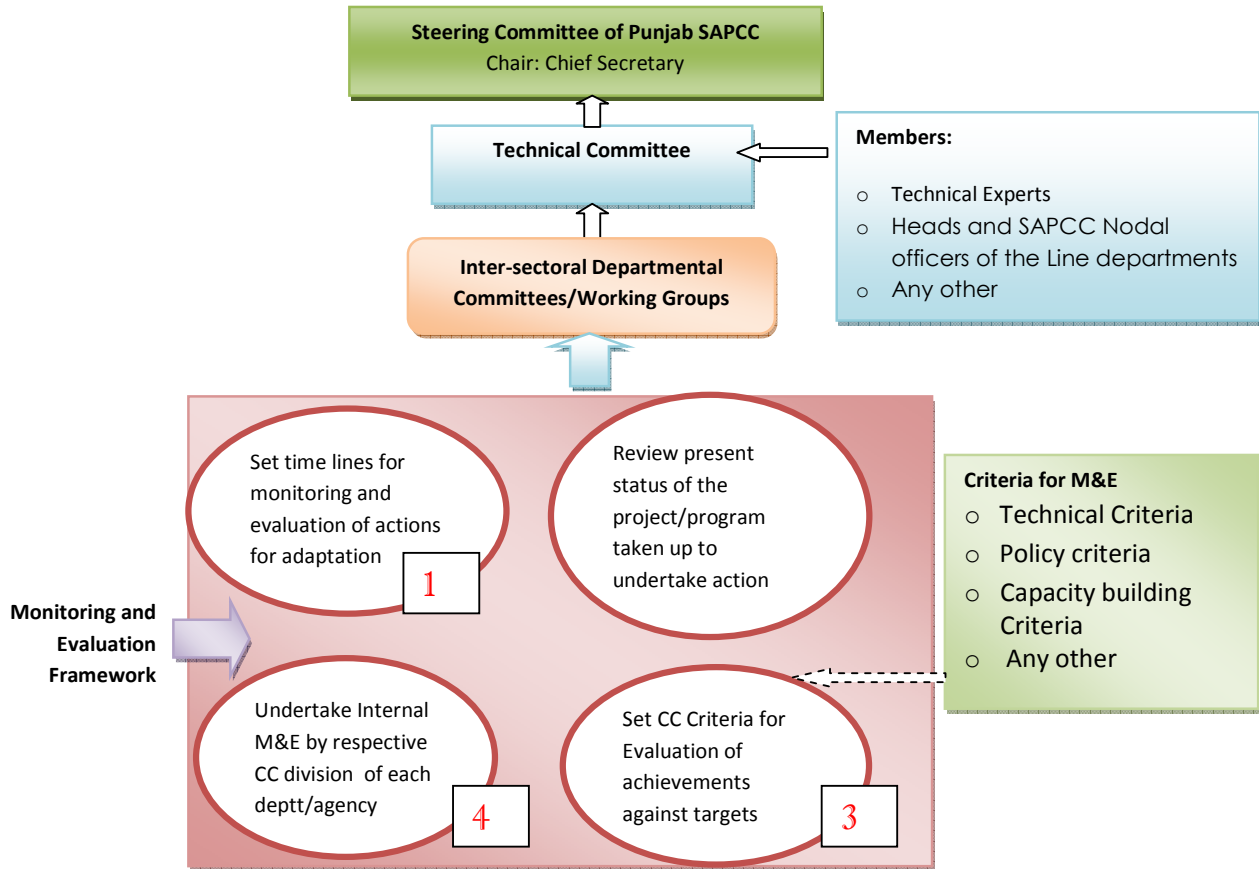 Steering Committee of Punjab SAPCC
Chair: Chief Secretary
Technical Committee
Members:
o Technical Experts
o Heads and SAPCC Nodal
officers of the Line departments
o Any other
Inter-sectoral Departmental
Committees/Working Groups
Set time lines for
monitoring and
evaluation of actions
for adaptation
1
Review present
status of the
project/program
taken up to
undertake action
Criteria for M&E
o Technical Criteria
o Policy criteria
o Capacity building
Criteria
o Any other
Monitoring and
Evaluation
Framework
Undertake Internal
M&E by respective
CC division of each
deptt/agency
4
Set CC Criteria for
Evaluation of
achievements
against targets
3